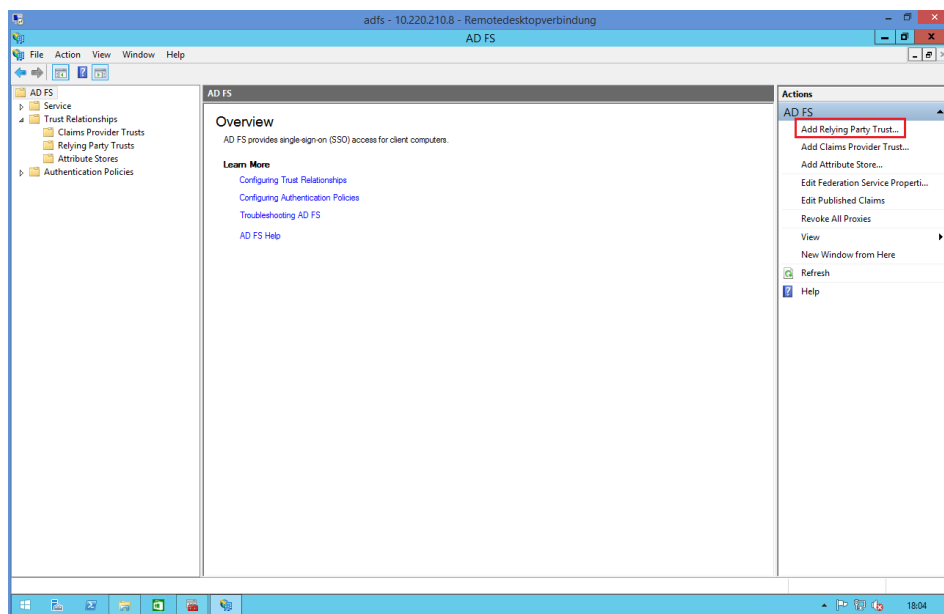 adfs - 10.220.210.8 - Remotedesktopverbindung
AD FS
File Action View Window Help
AD FS
Service
Trust Relationships
Claims Provider Trusts
Relying Party Trusts
Attribute Stores
Authentication Policies
AD FS
Overview
AD FS provides single-sign-on (SSO) access for client computers.
Learn More
Configuring Trust Relationships
Configuring Authentication Policies
Troubleshooting AD FS
AD FS Help
Actions
AD FS
Add Relying Party Trust...
Add Claims Provider Trust...
Add Attribute Store...
Edit Federation Service Properti...
Edit Published Claims
Revoke All Proxies
View
New Window from Here
Refresh
Help
18:04